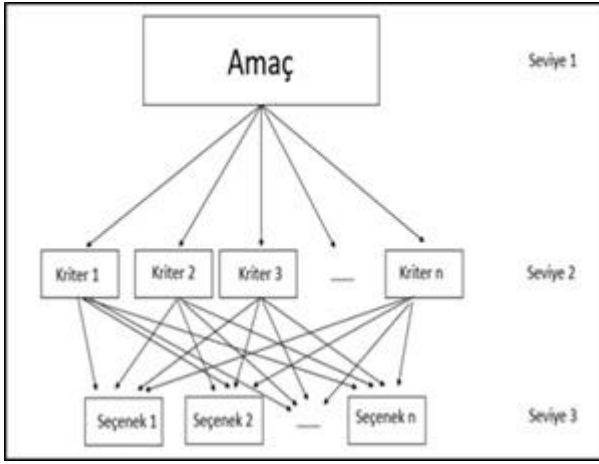 Amaç
Seviye 1
Kriter 1
Kriter 2
Kriter 3
.....
Kriter n
Seviye 2
Seçenek 1
Seçenek 2
.....
Seçenek n
Seviye 3